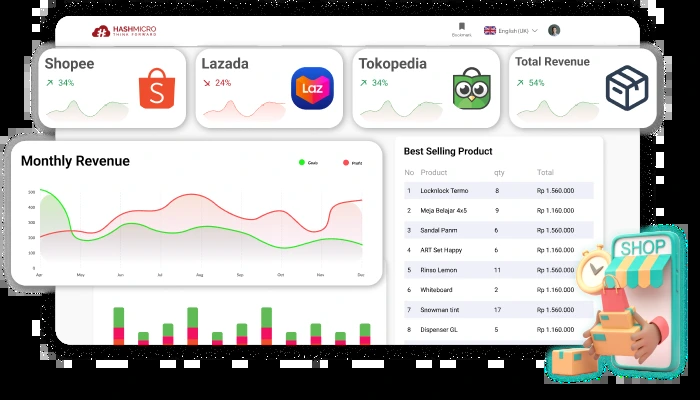 HASHMICRO
THINK FORWARD
Bookmark
English (UK)
Shopee
34%
Lazada
24%
Laz
Tokopedia
34%
Total Revenue
54%
Monthly Revenue
Goals
Profit
500
400
300
200
100
0
Apr
May
Jun
Jul
Aug
Sep
Oct
Nov
Dec
Best Selling Product
No Product qty Total
1 Locknlock Termo 8 Rp 1.560.000
2 Meja Belajar 4x5 9 Rp 1.160.000
3 Sandal Panm 6 Rp 1.560.000
4 ART Set Happy 6 Rp 1.160.000
5 Rinso Lemon 11 Rp 1.560.000
6 Whiteboard 2 Rp 1.160.000
7 Snowman tint 17 Rp 1.560.000
8 Dispenser GL 5 Rp 1.160.000
SHOP